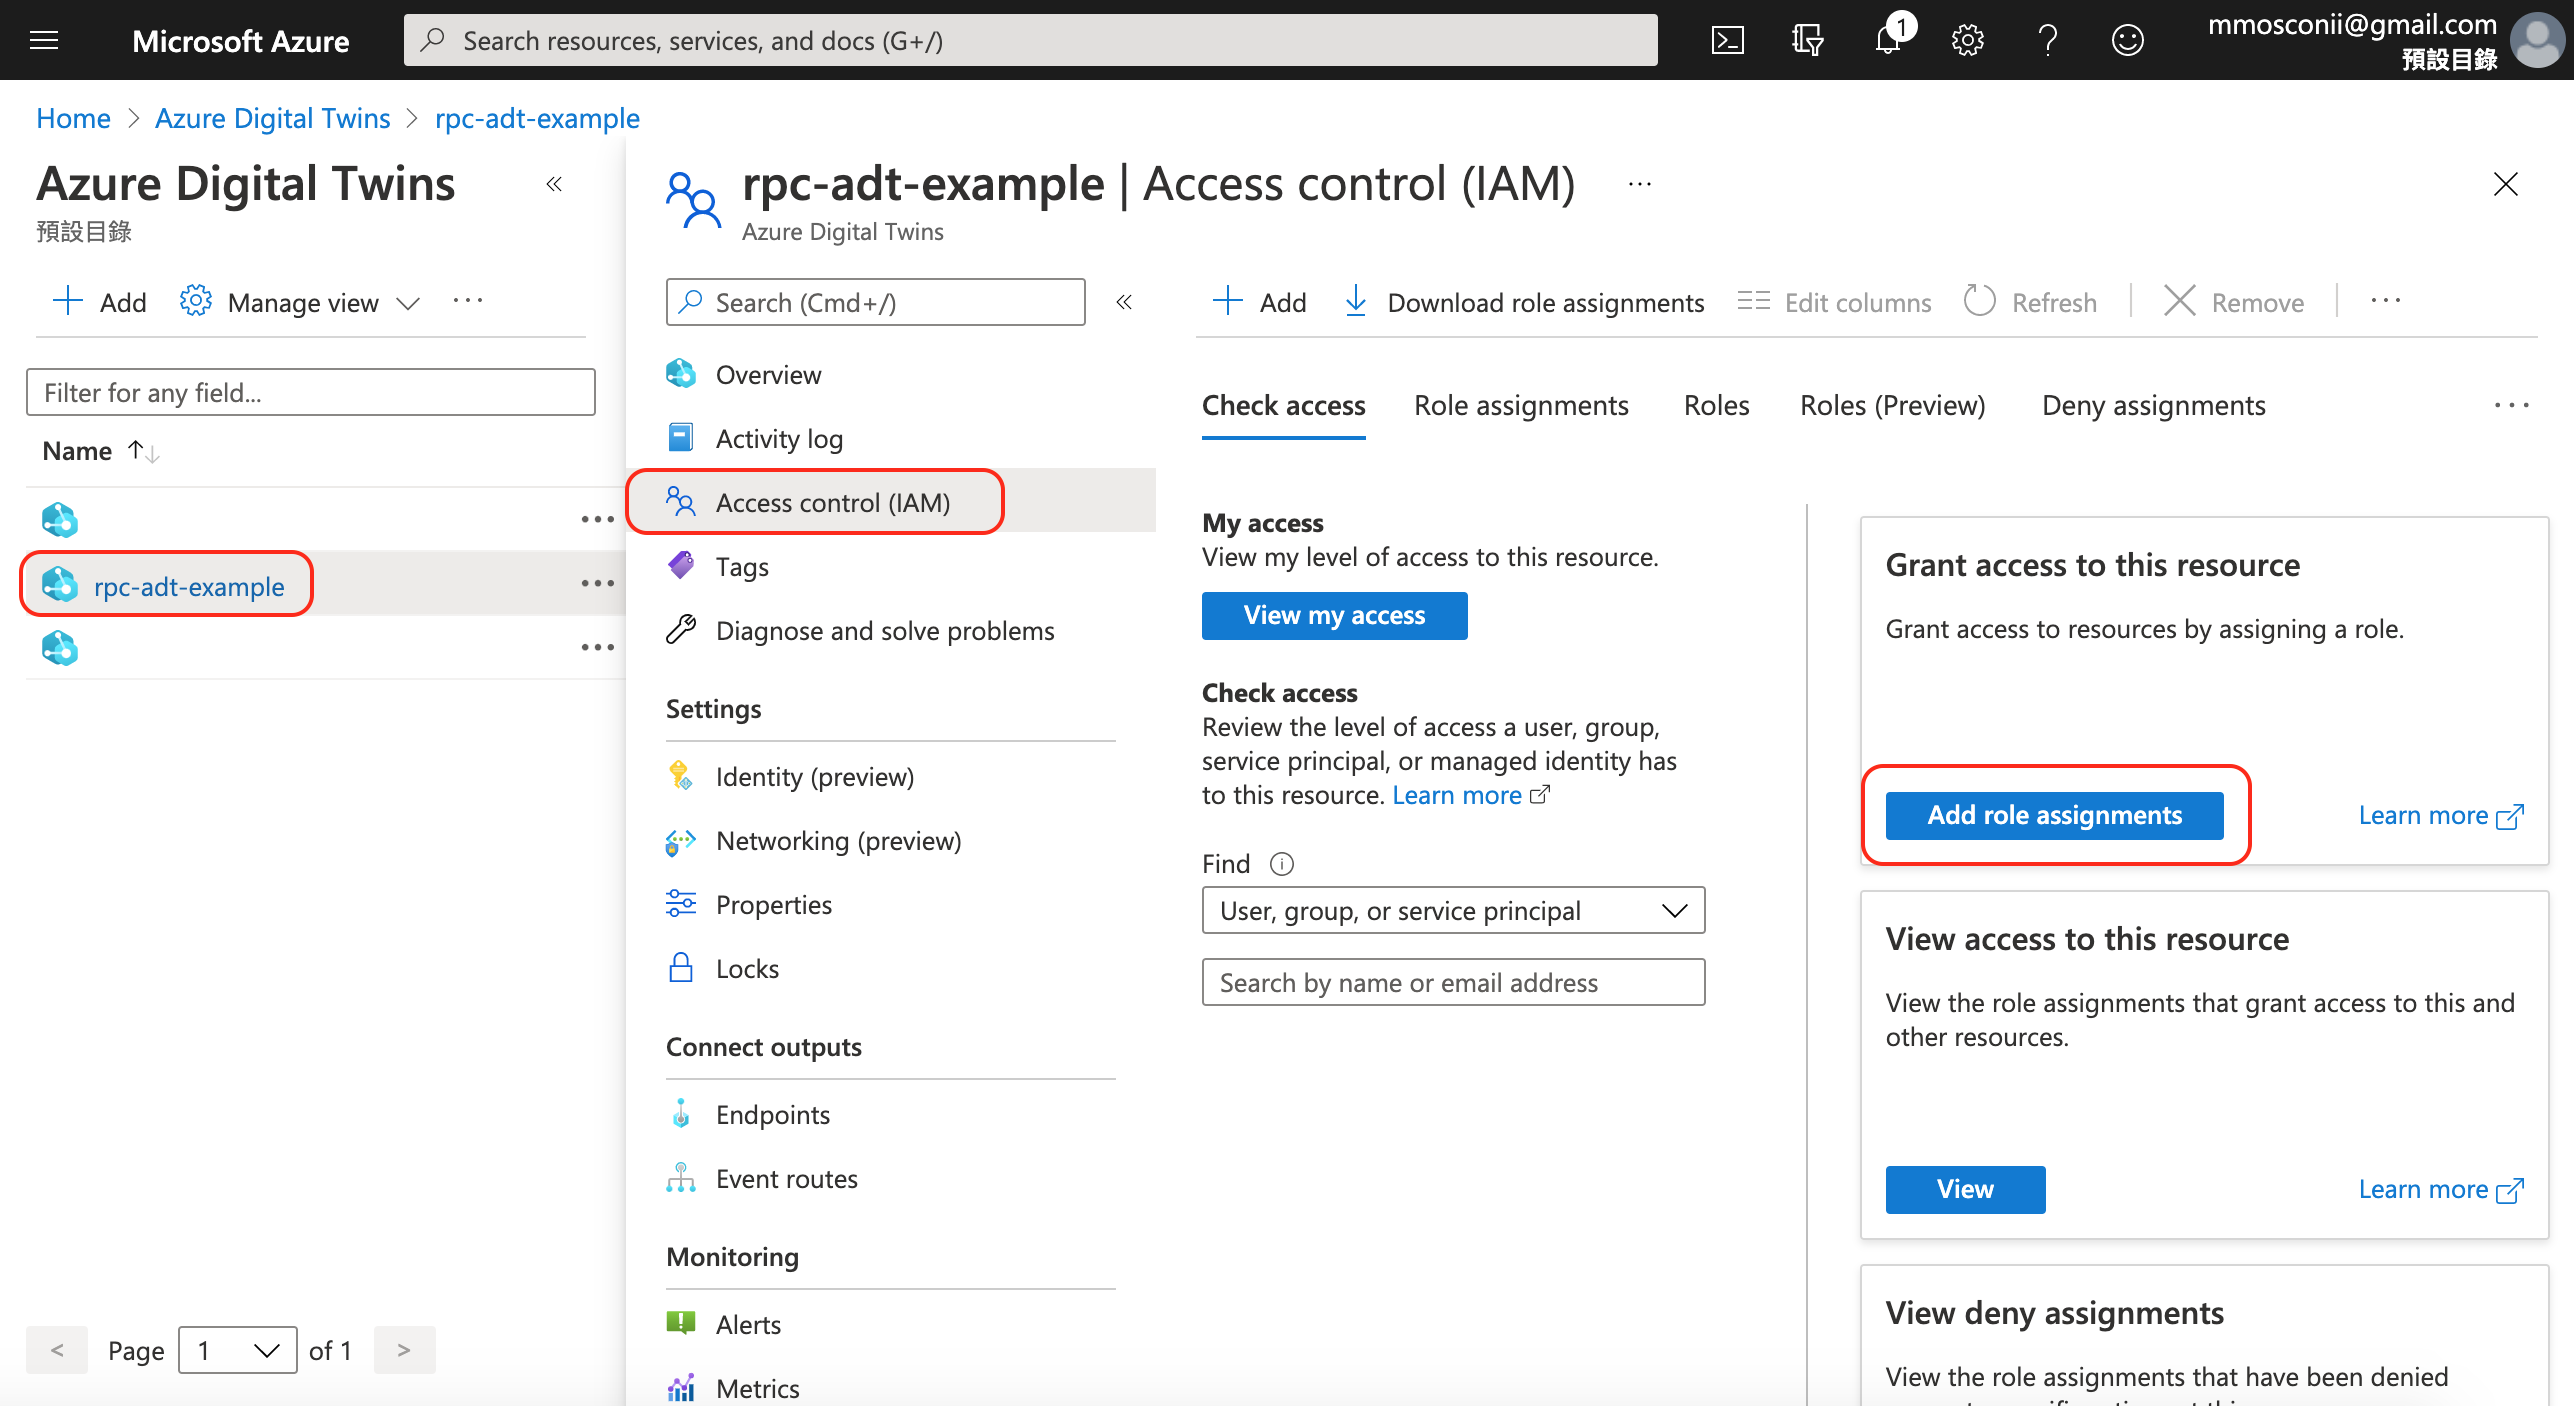 Microsoft Azure
Search resources, services, and docs (G+/)
1
mmosconii@gmail.com
預設目錄
Home > Azure Digital Twins > rpc-adt-example
Azure Digital Twins
預設目錄
Add
Manage view
Filter for any field...
Name
rpc-adt-example
< Page 1 of 1 >
rpc-adt-example | Access control (IAM)
Azure Digital Twins
Search (Cmd+/)
Overview
Activity log
Access control (IAM)
Tags
Diagnose and solve problems
Settings
Identity (preview)
Networking (preview)
Properties
Locks
Connect outputs
Endpoints
Event routes
Monitoring
Alerts
Metrics
Add
Download role assignments
Edit columns
Refresh
Remove
Check access
Role assignments
Roles
Roles (Preview)
Deny assignments
My access
View my level of access to this resource.
View my access
Check access
Review the level of access a user, group,
service principal, or managed identity has
to this resource. Learn more
Find
User, group, or service principal
Search by name or email address
Grant access to this resource
Grant access to resources by assigning a role.
Add role assignments
Learn more
View access to this resource
View the role assignments that grant access to this and
other resources.
View
Learn more
View deny assignments
View the role assignments that have been denied